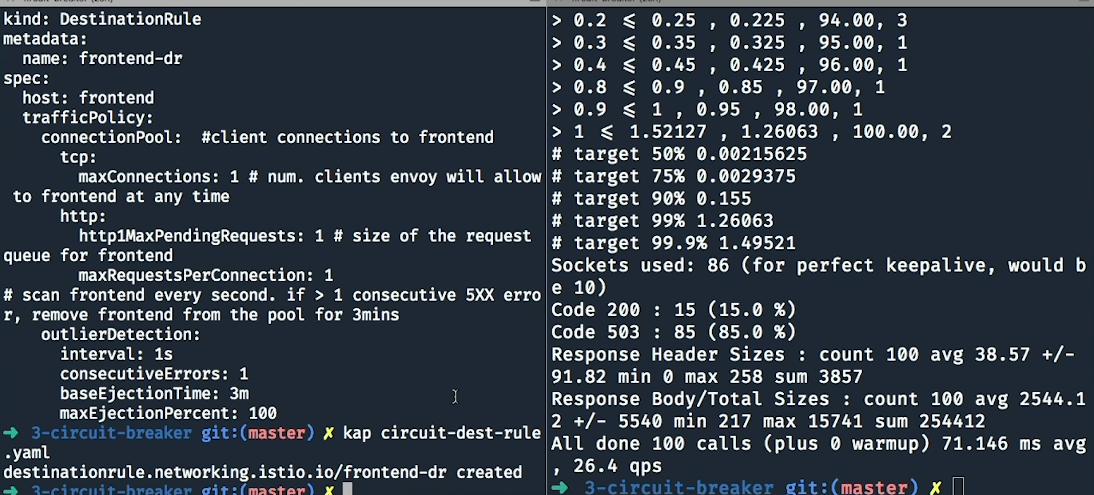 kind: DestinationRule
metadata:
  name: frontend-dr
spec:
  host: frontend
  trafficPolicy:
    connectionPool:  #client connections to frontend
      tcp:
        maxConnections: 1 # num. clients envoy will allow
 to frontend at any time
      http:
        http1MaxPendingRequests: 1 # size of the request
queue for frontend
        maxRequestsPerConnection: 1
# scan frontend every second. if > 1 consecutive 5XX erro
r, remove frontend from the pool for 3mins
    outlierDetection:
      interval: 1s
      consecutiveErrors: 1
      baseEjectionTime: 3m
      maxEjectionPercent: 100
➜  3-circuit-breaker git:(master) ✗ kap circuit-dest-rule
.yaml
destinationrule.networking.istio.io/frontend-dr created
➜  3-circuit-breaker git:(master) ✗
> 0.2 ≤ 0.25 , 0.225 , 94.00, 3
> 0.3 ≤ 0.35 , 0.325 , 95.00, 1
> 0.4 ≤ 0.45 , 0.425 , 96.00, 1
> 0.8 ≤ 0.9 , 0.85 , 97.00, 1
> 0.9 ≤ 1 , 0.95 , 98.00, 1
> 1 ≤ 1.52127 , 1.26063 , 100.00, 2
# target 50% 0.00215625
# target 75% 0.0029375
# target 90% 0.155
# target 99% 1.26063
# target 99.9% 1.49521
Sockets used: 86 (for perfect keepalive, would b
e 10)
Code 200 : 15 (15.0 %)
Code 503 : 85 (85.0 %)
Response Header Sizes : count 100 avg 38.57 +/-
91.82 min 0 max 258 sum 3857
Response Body/Total Sizes : count 100 avg 2544.1
2 +/- 5540 min 217 max 15741 sum 254412
All done 100 calls (plus 0 warmup) 71.146 ms avg
, 26.4 qps
➜  3-circuit-breaker git:(master) ✗